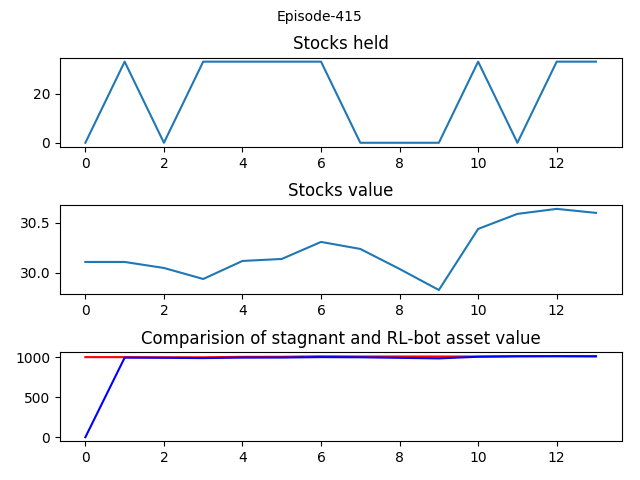 Episode-415
Stocks held
20
0
0 2 4 6 8 10 12
Stocks value
30.5
30.0
0 2 4 6 8 10 12
Comparision of stagnant and RL-bot asset value
1000
500
0
0 2 4 6 8 10 12